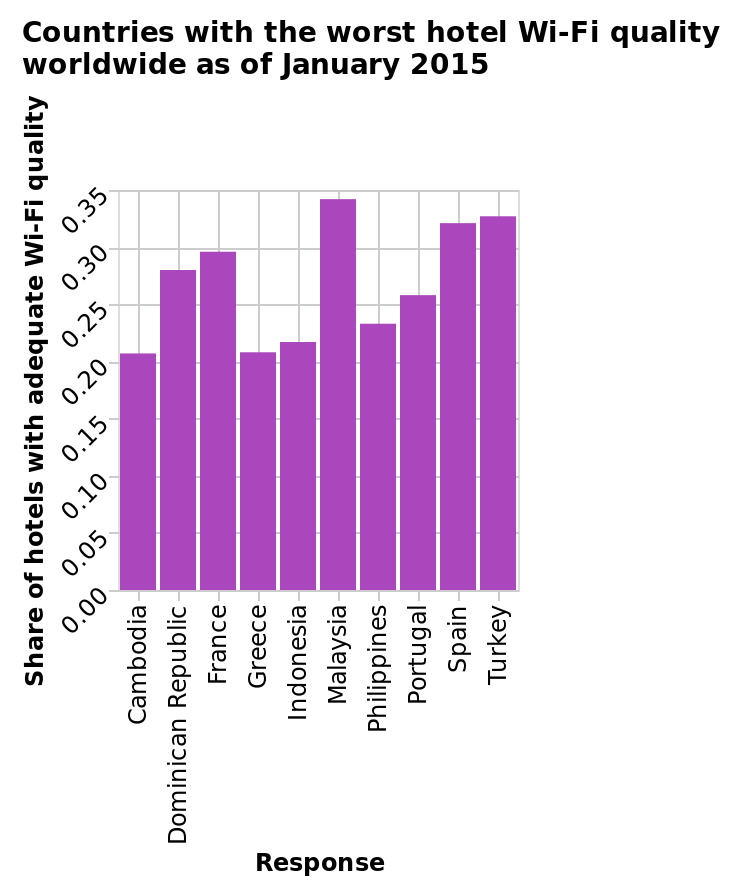 Countries with the worst hotel Wi-Fi quality
worldwide as of January 2015
Share of hotels with adequate Wi-Fi quality
0.35
0.30
0.25
0.20
0.15
0.10
0.05
0.00
Cambodia
Dominican Republic
France
Greece
Indonesia
Malaysia
Philippines
Portugal
Spain
Turkey
Response